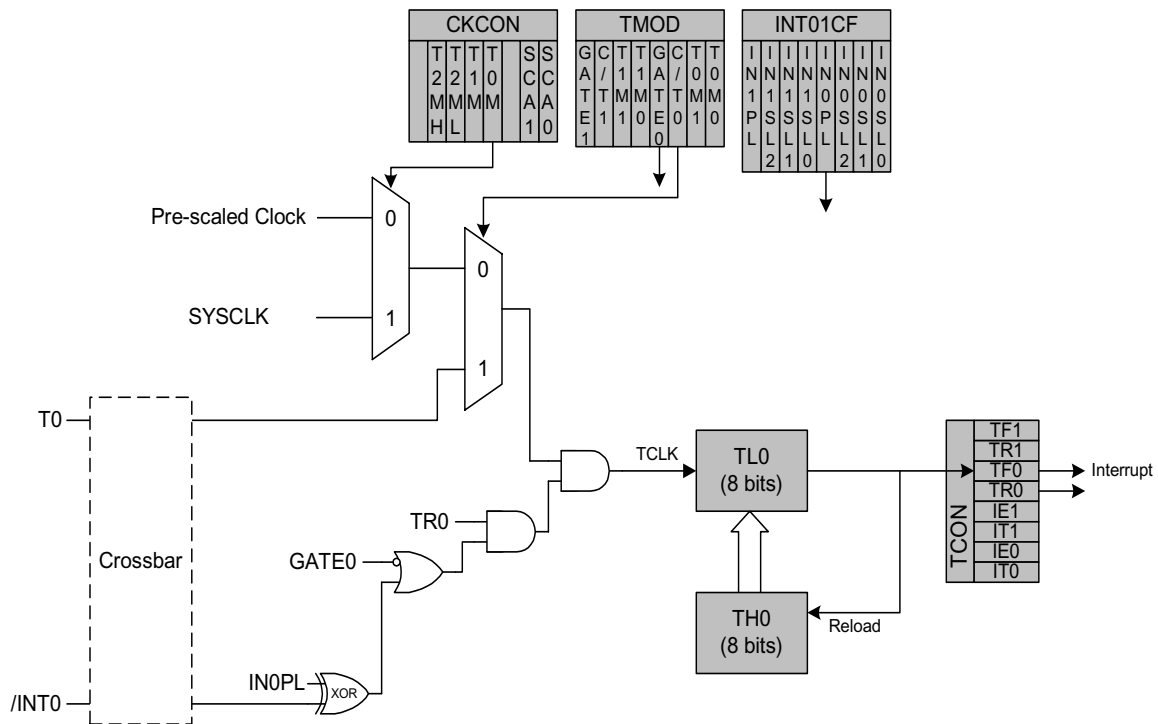 CKCON
TMOD
INT01CF
T2MH
T2ML
T1M
T0M
SCA1
SCA0
GATE1
C/T1
T1M1
T1M0
GATE0
C/T0
T0M1
T0M0
IN1PL
IN1SL2
IN1SL1
IN1SL0
IN0PL
IN0SL2
IN0SL1
IN0SL0
Pre-scaled Clock
0
0
SYSCLK
1
1
T0
TCLK
TL0
(8 bits)
TCON
TF1
TR1
TF0
TR0
IE1
IT1
IE0
IT0
Interrupt
TR0
Crossbar
GATE0
TH0
(8 bits)
Reload
IN0PL
XOR
/INT0